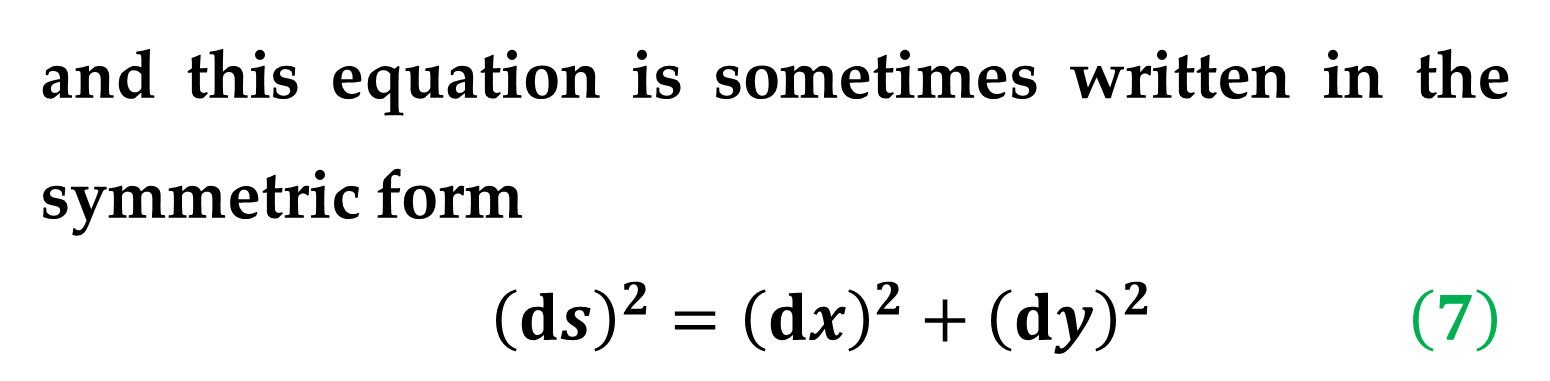 and this equation is sometimes written in the
symmetric form
(ds)² = (dx)² + (dy)² (7)